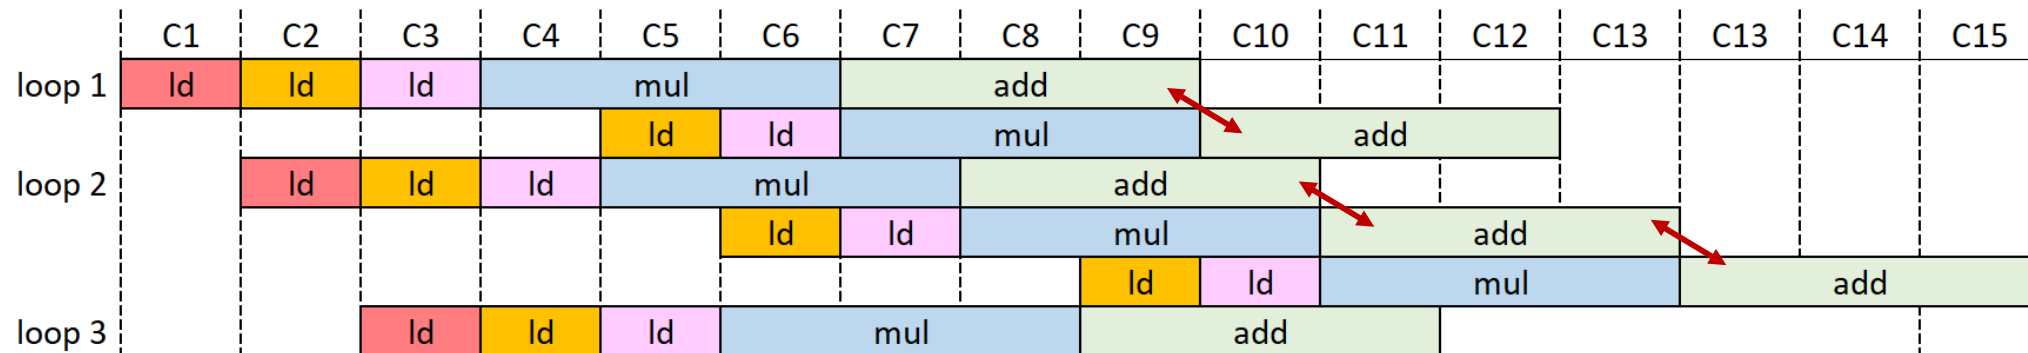 C1 C2 C3 C4 C5 C6 C7 C8 C9 C10 C11 C12 C13 C13 C14 C15
loop 1 ld ld ld mul add
ld ld mul add
loop 2 ld ld ld mul add
ld ld mul add
ld ld mul add
loop 3 ld ld ld mul add